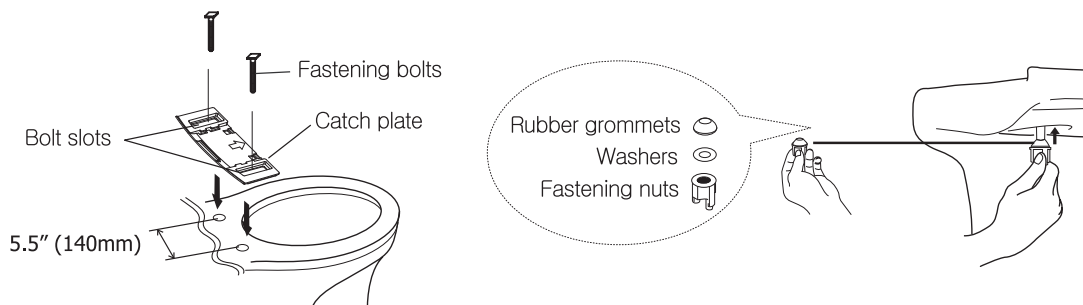 Fastening bolts
Catch plate
Bolt slots
5.5” (140mm)
Rubber grommets
Washers
Fastening nuts